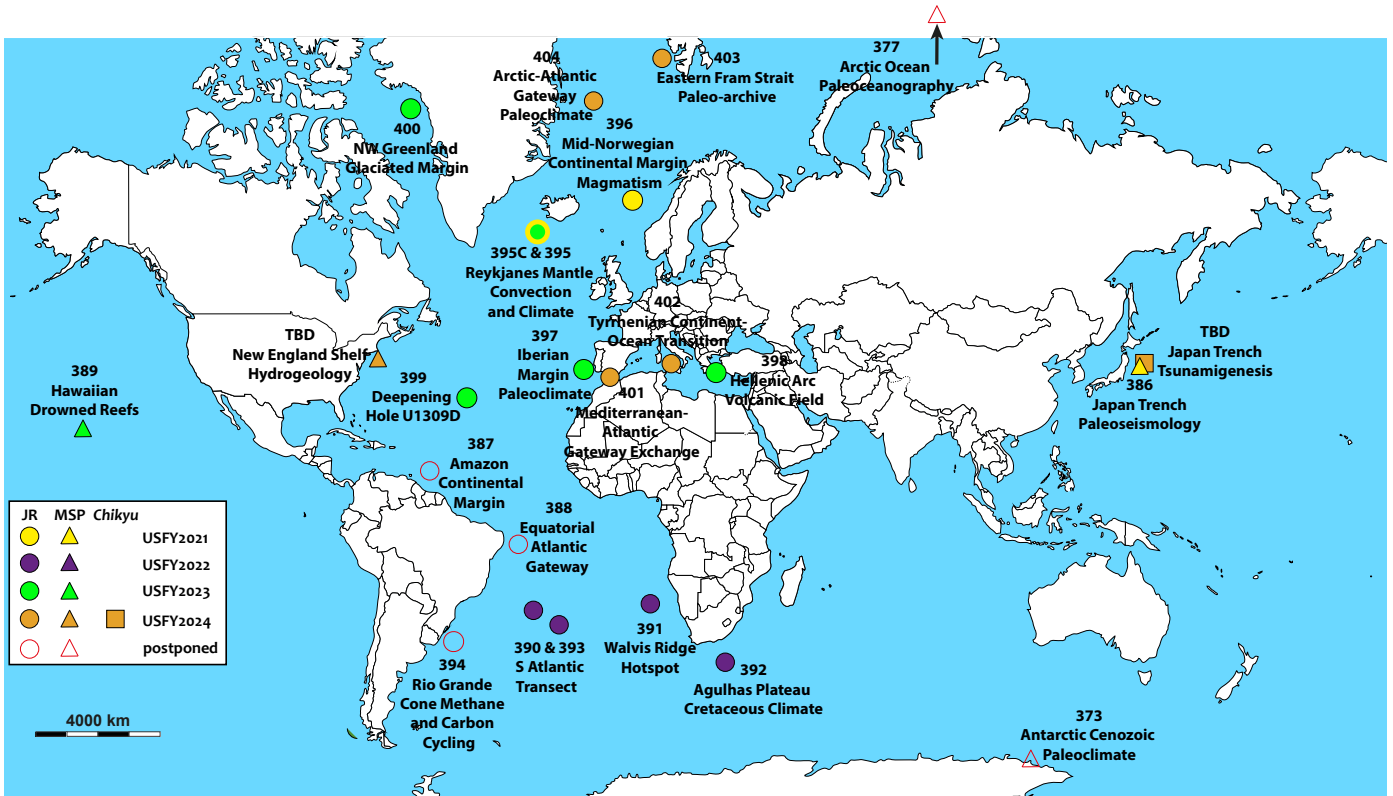 377
Arctic Ocean
Paleoceanography
404
Arctic-Atlantic
Gateway
Paleoclimate
403
Eastern Fram Strait
Paleo-archive
400
NW Greenland
Glaciated Margin
396
Mid-Norwegian
Continental Margin
Magmatism
395C & 395
Reykjanes Mantle
Convection
and Climate
402
Tyrrhenian Continent-
Ocean Transition
TBD
New England Shelf
Hydrogeology
397
Iberian
Margin
Paleoclimate
398
Hellenic Arc
Volcanic Field
TBD
Japan Trench
Tsunamigenesis
386
Japan Trench
Paleoseismology
389
Hawaiian
Drowned Reefs
399
Deepening
Hole U1309D
401
Mediterranean-
Atlantic
Gateway Exchange
387
Amazon
Continental
Margin
388
Equatorial
Atlantic
Gateway
JR MSP Chikyu
USFY2021
USFY2022
USFY2023
USFY2024
postponed
390 & 393
S Atlantic
Transect
391
Walvis Ridge
Hotspot
392
Agulhas Plateau
Cretaceous Climate
394
Rio Grande
Cone Methane
and Carbon
Cycling
373
Antarctic Cenozoic
Paleoclimate
4000 km